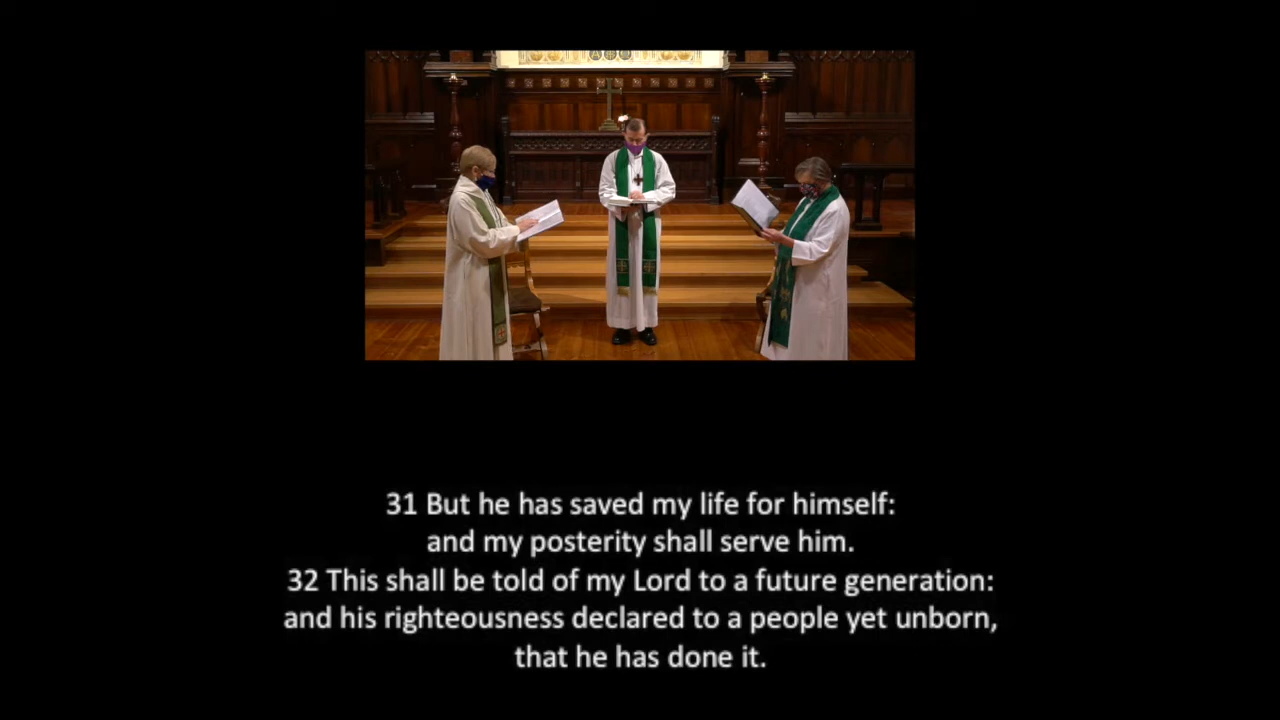 31 But he has saved my life for himself:
and my posterity shall serve him.
32 This shall be told of my Lord to a future generation:
and his righteousness declared to a people yet unborn,
that he has done it.